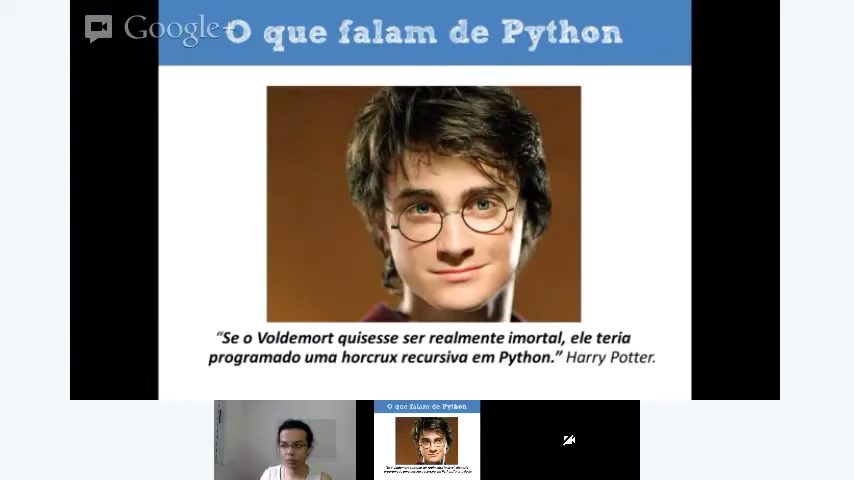 Google+
O que falam de Python
“Se o Voldemort quisesse ser realmente imortal, ele teria
programado uma horcrux recursiva em Python.” Harry Potter.
O que falam de Python